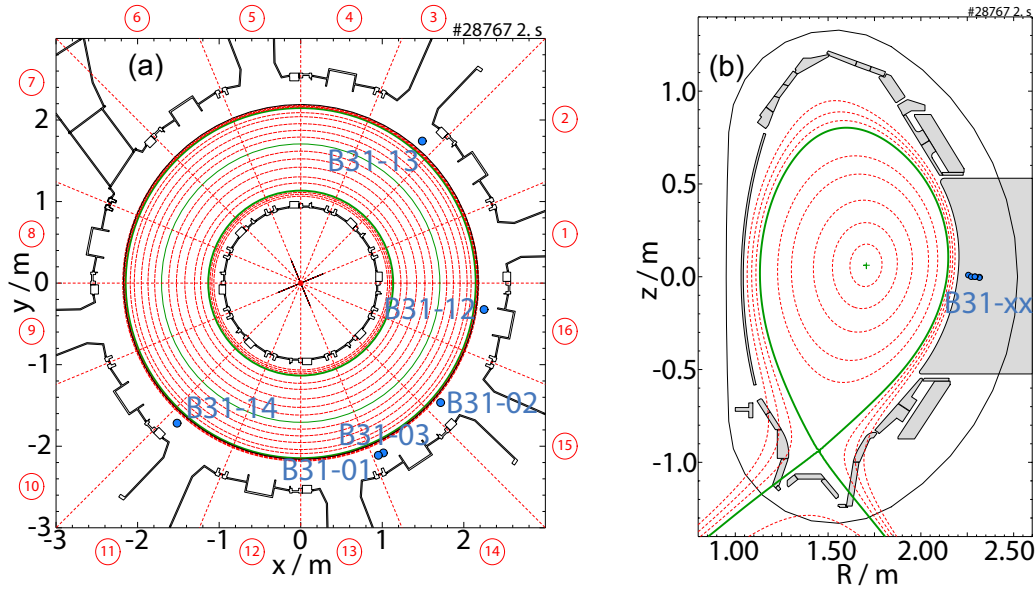 6 5 4 3 #28767 2. s
(a)
7
2
B31-13
8
1
B31-12
9
16
B31-02
B31-14
B31-03
B31-01
15
10
11 12 13 14
2
1
0
-1
-2
-3
-3 -2 -1 0 1 2
y / m
x / m
#28767 2. s
(b)
1.0
0.5
0.0
-0.5
-1.0
B31-xx
z / m
1.00 1.50 2.00 2.50
R / m